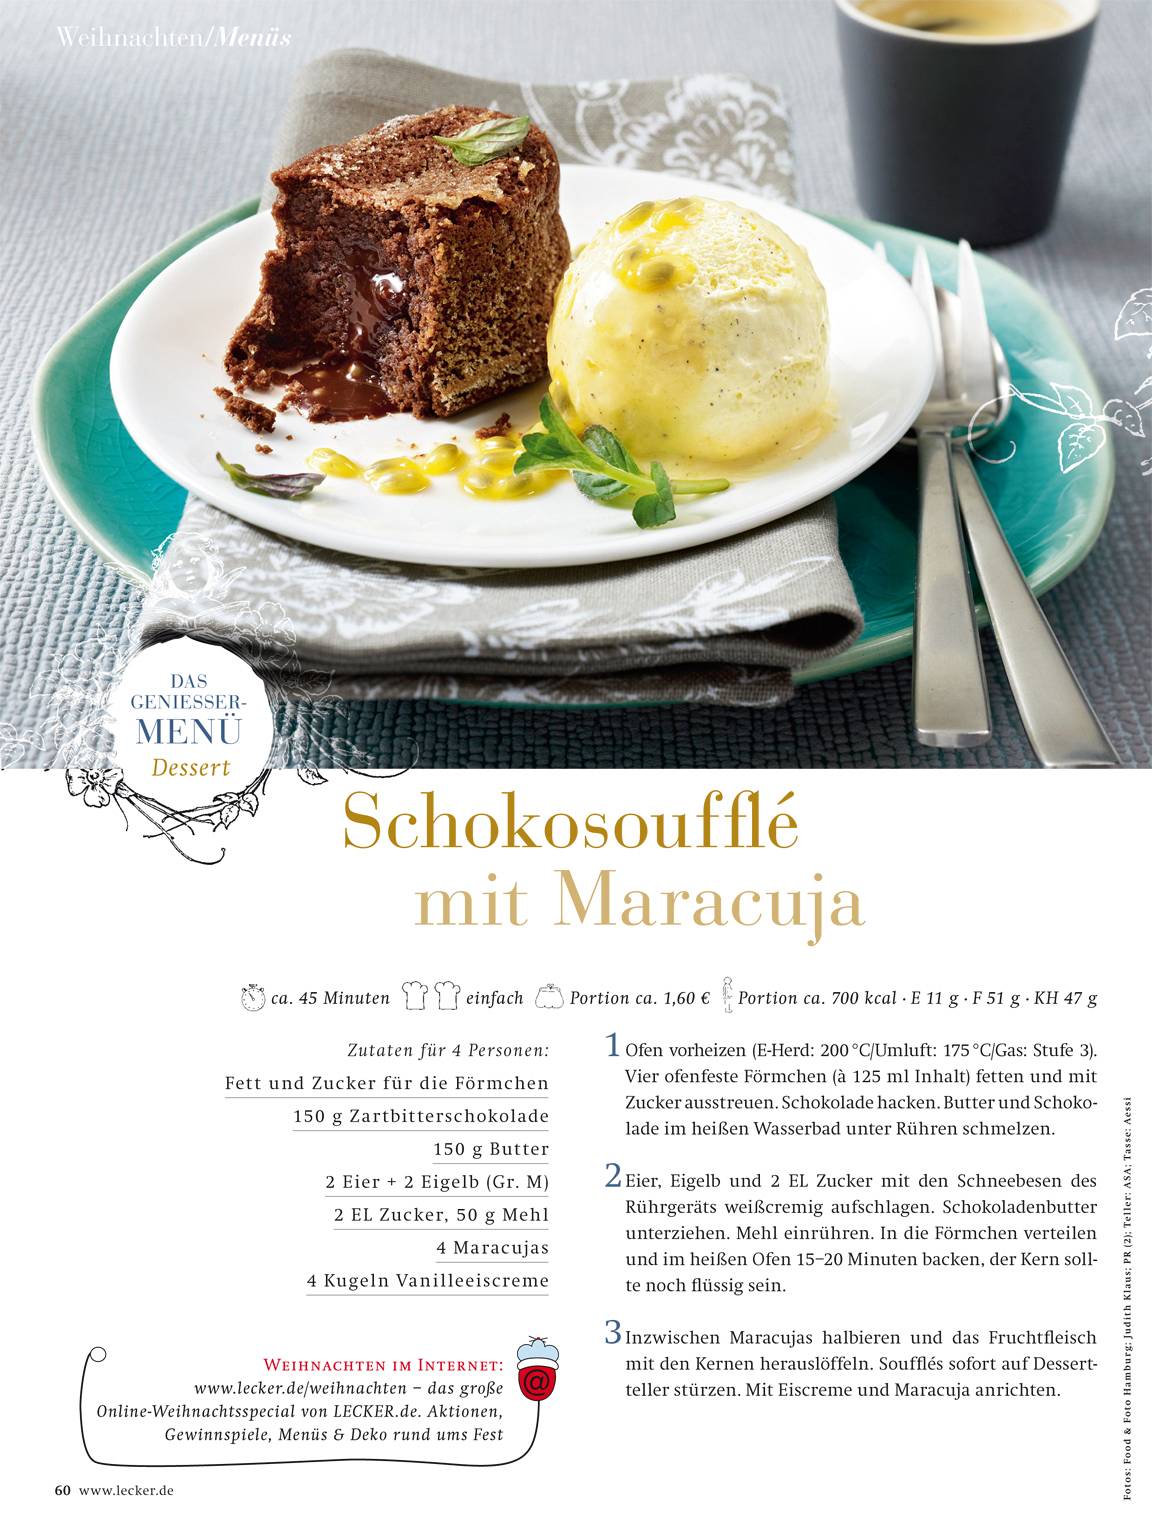 Weihnachten/Menüs
DAS
GENIESSER-
MENÜ
Dessert
Schokosoufflé
mit Maracuja
ca. 45 Minuten einfach Portion ca. 1,60 € Portion ca. 700 kcal · E 11 g · F 51 g · KH 47 g
Zutaten für 4 Personen:
Fett und Zucker für die Förmchen
150 g Zartbitterschokolade
150 g Butter
2 Eier + 2 Eigelb (Gr. M)
2 EL Zucker, 50 g Mehl
4 Maracujas
4 Kugeln Vanilleeiscreme
1 Ofen vorheizen (E-Herd: 200 °C/Umluft: 175 °C/Gas: Stufe 3).
Vier ofenfeste Förmchen (à 125 ml Inhalt) fetten und mit
Zucker ausstreuen. Schokolade hacken. Butter und Schoko-
lade im heißen Wasserbad unter Rühren schmelzen.
2 Eier, Eigelb und 2 EL Zucker mit den Schneebesen des
Rührgeräts weißcremig aufschlagen. Schokoladenbutter
unterziehen. Mehl einrühren. In die Förmchen verteilen
und im heißen Ofen 15–20 Minuten backen, der Kern soll-
te noch flüssig sein.
3 Inzwischen Maracujas halbieren und das Fruchtfleisch
mit den Kernen herauslöffeln. Soufflés sofort auf Dessert-
teller stürzen. Mit Eiscreme und Maracuja anrichten.
WEIHNACHTEN IM INTERNET:
www.lecker.de/weihnachten – das große
Online-Weihnachtsspecial von LECKER.de. Aktionen,
Gewinnspiele, Menüs & Deko rund ums Fest
@
60 www.lecker.de
Fotos: Food & Foto Hamburg; Judith Klaus; PR (2); Teller: ASA; Tasse: Aessi